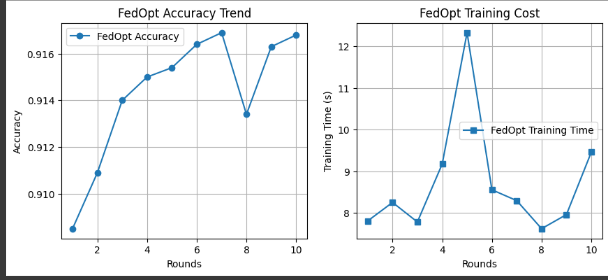 FedOpt Accuracy Trend
FedOpt Accuracy
0.916
0.914
0.912
0.910
Accuracy
2 4 6 8 10
Rounds
FedOpt Training Cost
FedOpt Training Time
12
11
10
9
8
Training Time (s)
2 4 6 8 10
Rounds